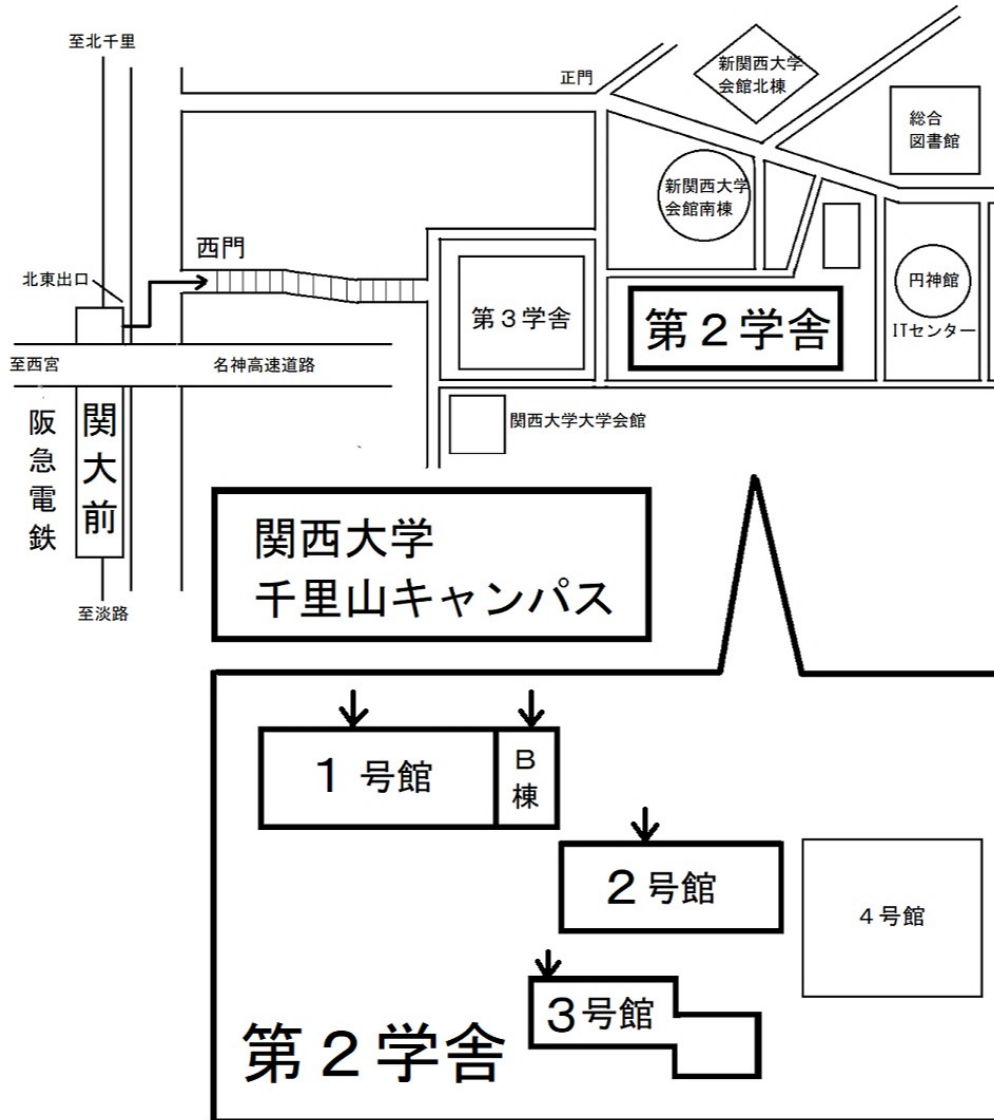 至北千里
正門
新関西大学
会館北棟
総合
図書館
新関西大学
会館南棟
西門
北東出口
円神館
ITセンター
第３学舎
第２学舎
至西宮
名神高速道路
関西大学大学会館
阪急電鉄
関大前
至淡路
関西大学
千里山キャンパス
１号館
B
棟
２号館
４号館
３号館
第２学舎